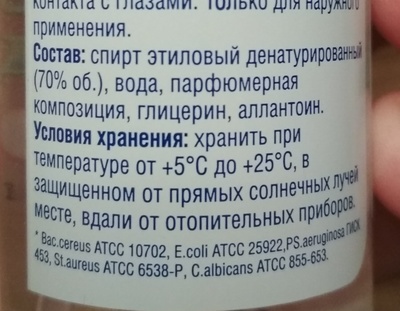 контакта с глазами. Только для наружного
применения.
Состав: спирт этиловый денатурированный
(70% об.), вода, парфюмерная
композиция, глицерин, аллантоин.
Условия хранения: хранить при
температуре от +5°С до +25°С, в
защищенном от прямых солнечных лучей
месте, вдали от отопительных приборов.
* Bac.cereus ATCC 10702, E.coli ATCC 25922,PS.aeruginosa ГИСК
453, St.aureus ATCC 6538-P, C.albicans ATCC 855-653.